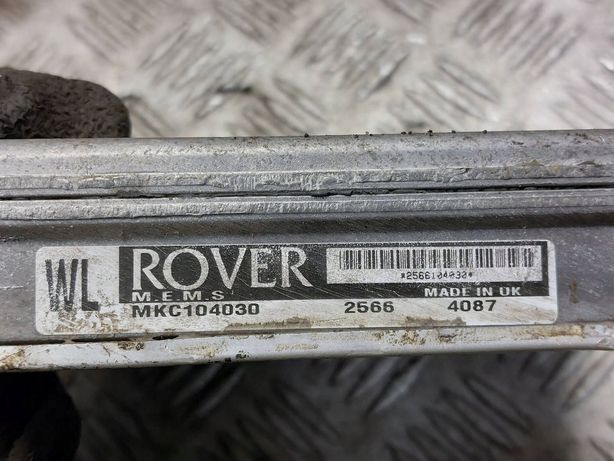 WL
ROVER
M.E.M.S.
*2566104030*
MADE IN UK
MKC104030 2566 4087